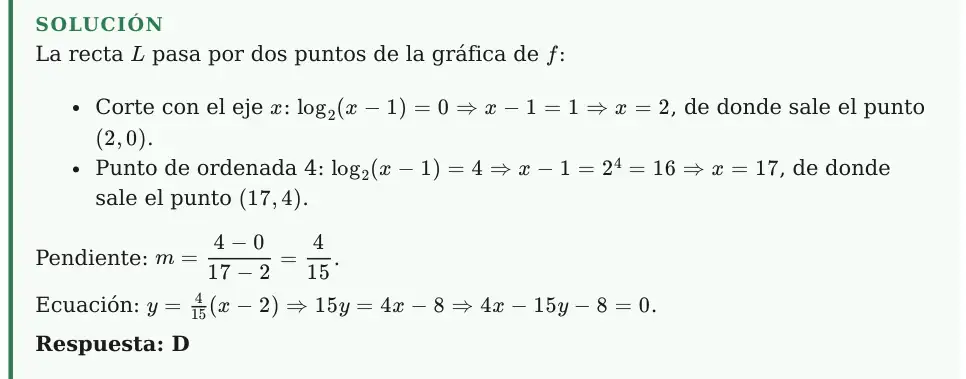 SOLUCIÓN
La recta L pasa por dos puntos de la gráfica de f:
• Corte con el eje x: log₂(x − 1) = 0 ⇒ x − 1 = 1 ⇒ x = 2, de donde sale el punto
(2, 0).
• Punto de ordenada 4: log₂(x − 1) = 4 ⇒ x − 1 = 2⁴ = 16 ⇒ x = 17, de donde
sale el punto (17, 4).
Pendiente: m = (4 − 0)/(17 − 2) = 4/15.
Ecuación: y = 4/15(x − 2) ⇒ 15y = 4x − 8 ⇒ 4x − 15y − 8 = 0.
Respuesta: D